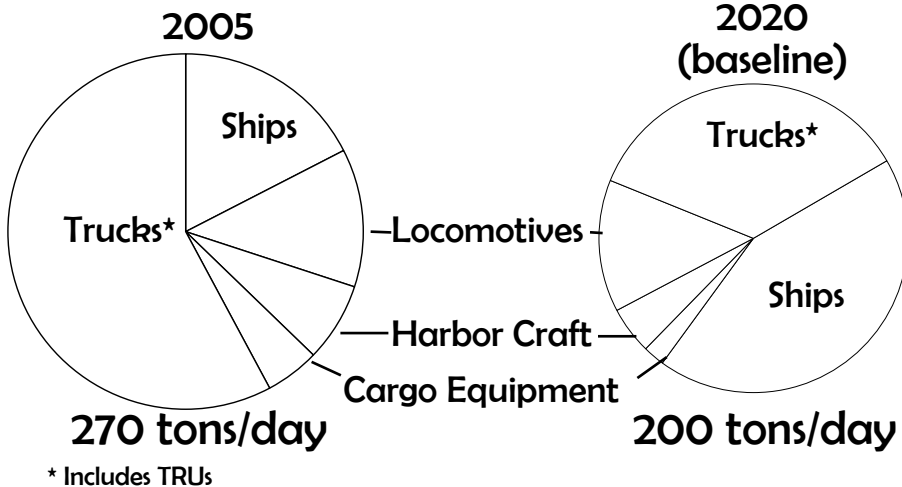 2005
2020
(baseline)
Ships
Trucks*
Trucks*
Locomotives
Ships
Harbor Craft
Cargo Equipment
270 tons/day
200 tons/day
* Includes TRUs